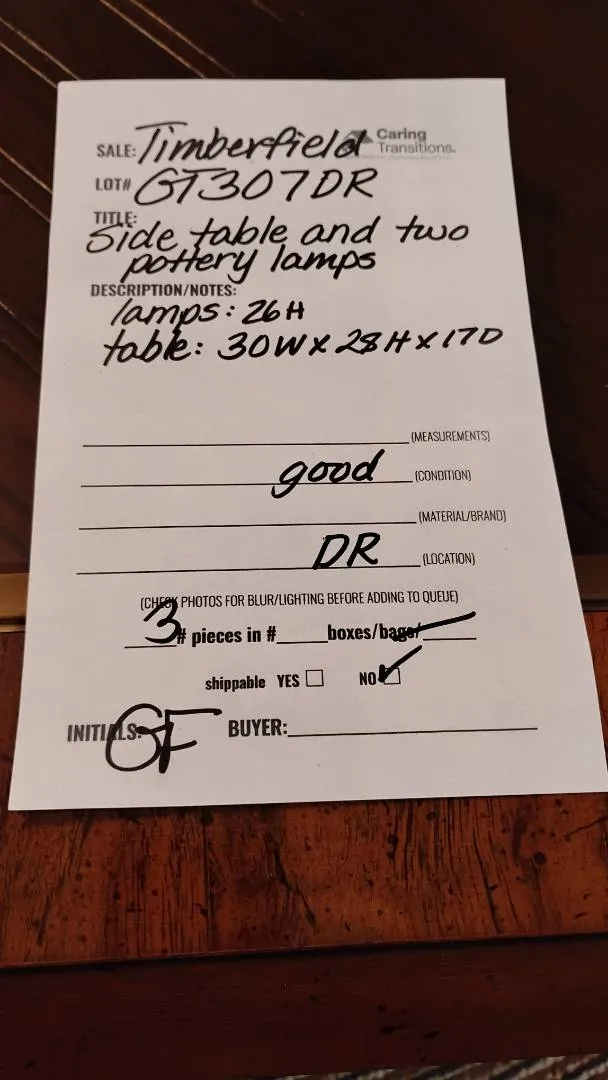 SALE: Timberfield Caring Transitions.
LOT# GT307DR
TITLE:
Side table and two
pottery lamps
DESCRIPTION/NOTES:
lamps: 26H
table: 30W x 28H x 17D
(MEASUREMENTS)
good (CONDITION)
(MATERIAL/BRAND)
DR (LOCATION)
(CHECK PHOTOS FOR BLUR/LIGHTING BEFORE ADDING TO QUEUE)
3 # pieces in #____boxes/bags/____
shippable YES ☐ NO ☑
INITIALS: GF BUYER: